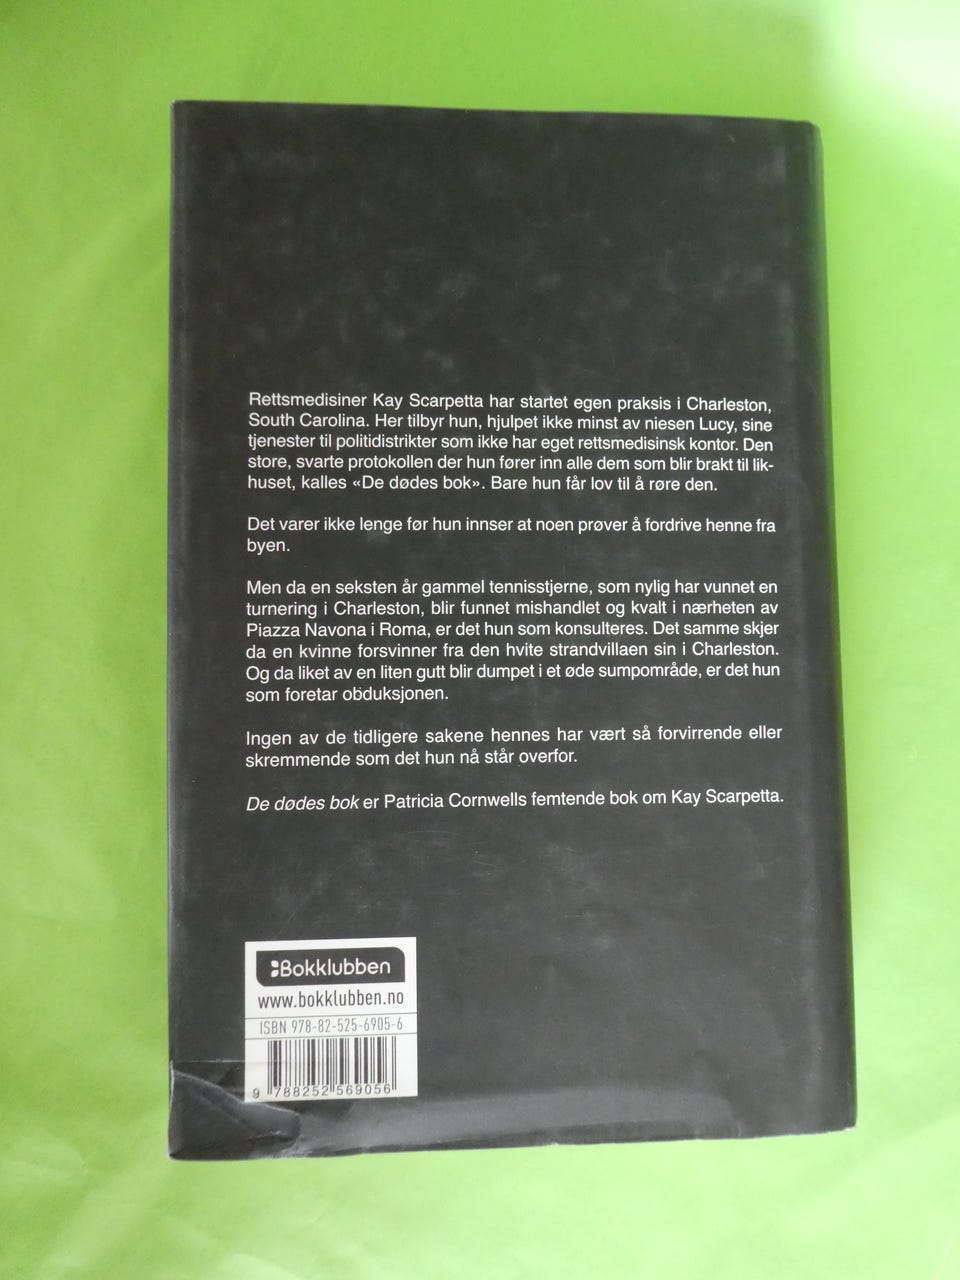 Rettsmedisiner Kay Scarpetta har startet egen praksis i Charleston,
South Carolina. Her tilbyr hun, hjulpet ikke minst av niesen Lucy, sine
tjenester til politidistrikter som ikke har eget rettsmedisinsk kontor. Den
store, svarte protokollen der hun fører inn alle dem som blir brakt til lik-
huset, kalles «De dødes bok». Bare hun får lov til å røre den.
Det varer ikke lenge før hun innser at noen prøver å fordrive henne fra
byen.
Men da en seksten år gammel tennisstjerne, som nylig har vunnet en
turnering i Charleston, blir funnet mishandlet og kvalt i nærheten av
Piazza Navona i Roma, er det hun som konsulteres. Det samme skjer
da en kvinne forsvinner fra den hvite strandvillaen sin i Charleston.
Og da liket av en liten gutt blir dumpet i et øde sumpområde, er det hun
som foretar obduksjonen.
Ingen av de tidligere sakene hennes har vært så forvirrende eller
skremmende som det hun nå står overfor.
De dødes bok er Patricia Cornwells femtende bok om Kay Scarpetta.
Bokklubben
www.bokklubben.no
ISBN 978-82-525-6905-6
9 788252 569056